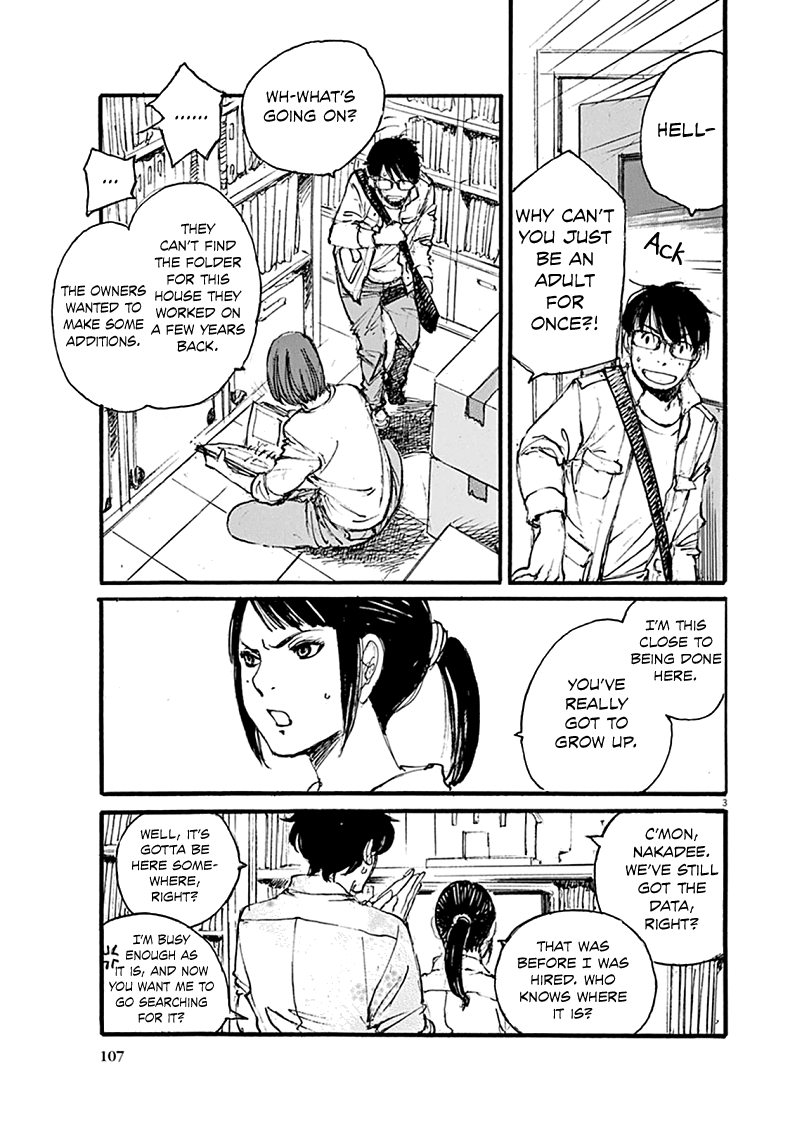 HELL-
WHY CAN'T
YOU JUST
BE AN
ADULT
FOR
ONCE?!
ACK
WH-WHAT'S
GOING ON?
......
...
THEY
CAN'T FIND
THE FOLDER
FOR THIS
HOUSE THEY
WORKED ON
A FEW YEARS
BACK.
THE OWNERS
WANTED TO
MAKE SOME
ADDITIONS.
I'M THIS
CLOSE TO
BEING DONE
HERE.
YOU'VE
REALLY
GOT TO
GROW UP.
3
C'MON,
NAKADEE.
WE'VE STILL
GOT THE
DATA,
RIGHT?
THAT WAS
BEFORE I WAS
HIRED. WHO
KNOWS WHERE
IT IS?
WELL, IT'S
GOTTA BE
HERE SOME-
WHERE,
RIGHT?
I'M BUSY
ENOUGH AS
IT IS, AND NOW
YOU WANT ME TO
GO SEARCHING
FOR IT?
107